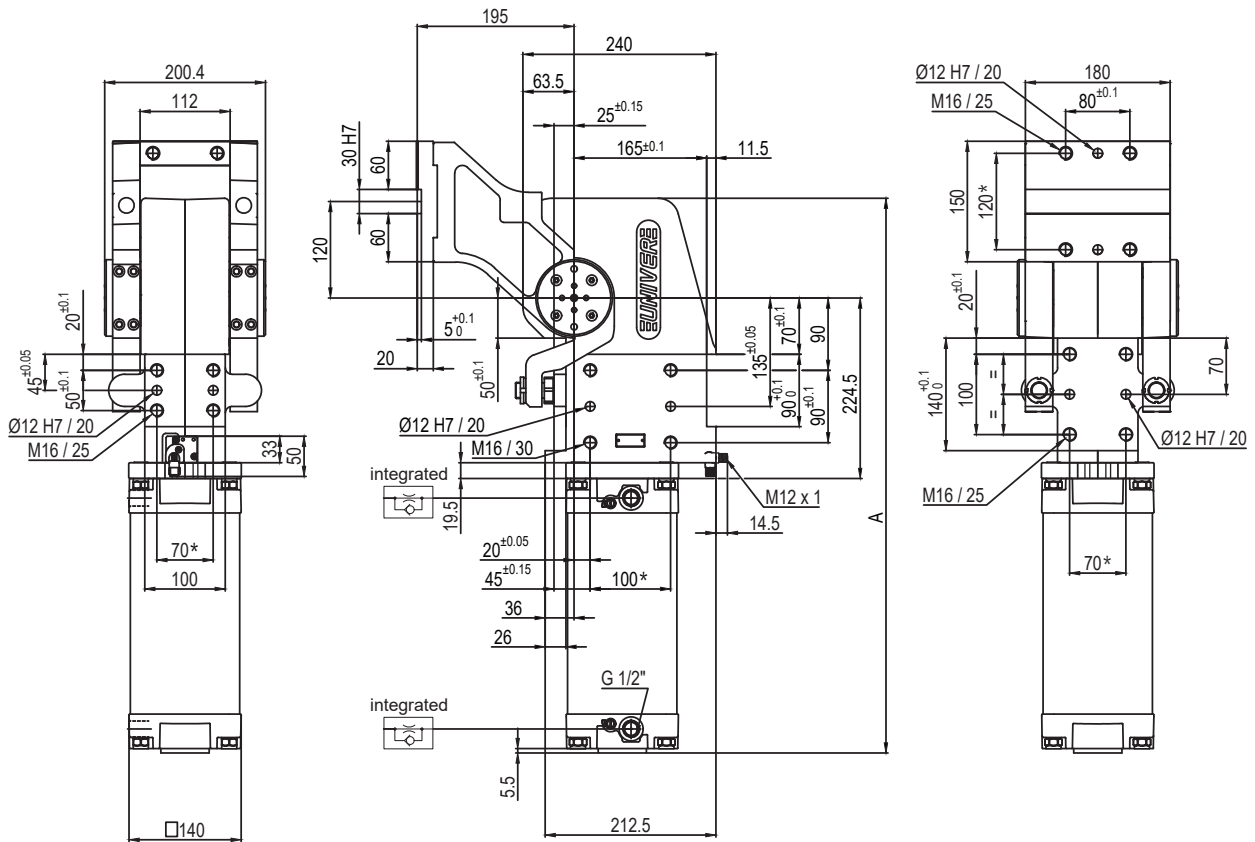 200.4
112
20±0.1
45±0.05
50±0.1
Ø12 H7 / 20
M16 / 25
33
50
70*
100
□140
195
240
63.5
25±0.15
165±0.1
11.5
30 H7
60
120
60
UNIVER
5 +0.1 0
20
50±0.1
70±0.1
90
135±0.05
90 +0.1 0
90±0.1
224.5
Ø12 H7 / 20
M16 / 30
integrated
19.5
M12 x 1
14.5
A
20±0.05
45±0.15
100*
36
26
G 1/2"
integrated
5.5
212.5
Ø12 H7 / 20
180
M16 / 25
80±0.1
150
120*
20±0.1
70
140 +0.1 0
100
=
=
Ø12 H7 / 20
M16 / 25
70*